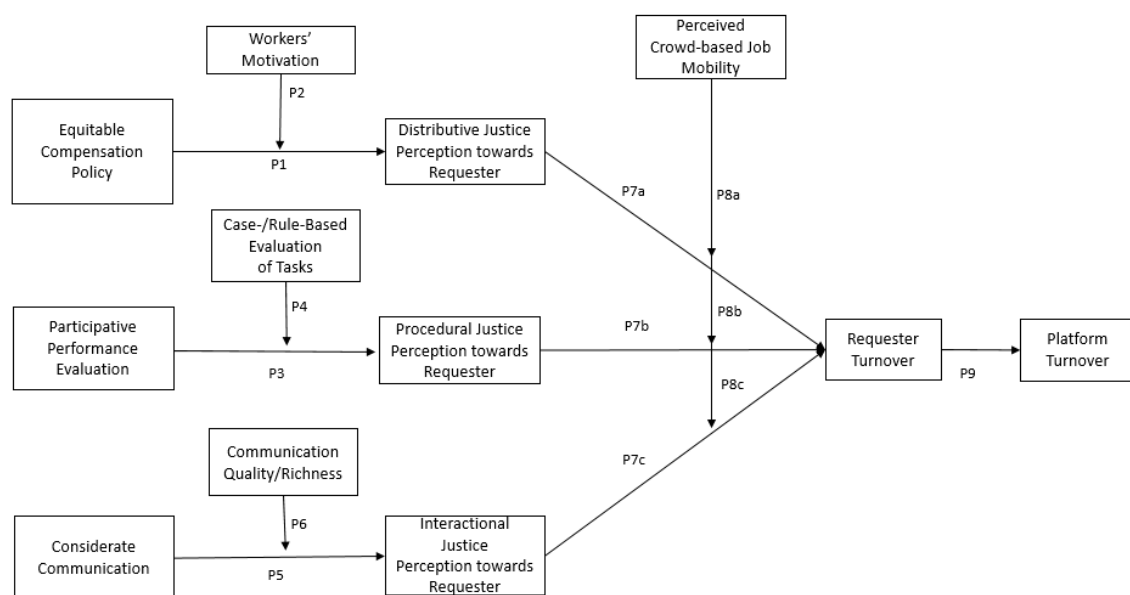 Workers'
Motivation
Perceived
Crowd-based Job
Mobility
P2
Equitable
Compensation
Policy
P1
Distributive Justice
Perception towards
Requester
P7a
P8a
Case-/Rule-Based
Evaluation
of Tasks
P4
Participative
Performance
Evaluation
P3
Procedural Justice
Perception towards
Requester
P7b
P8b
Requester
Turnover
P9
Platform
Turnover
P8c
Communication
Quality/Richness
P7c
P6
Considerate
Communication
P5
Interactional
Justice
Perception towards
Requester